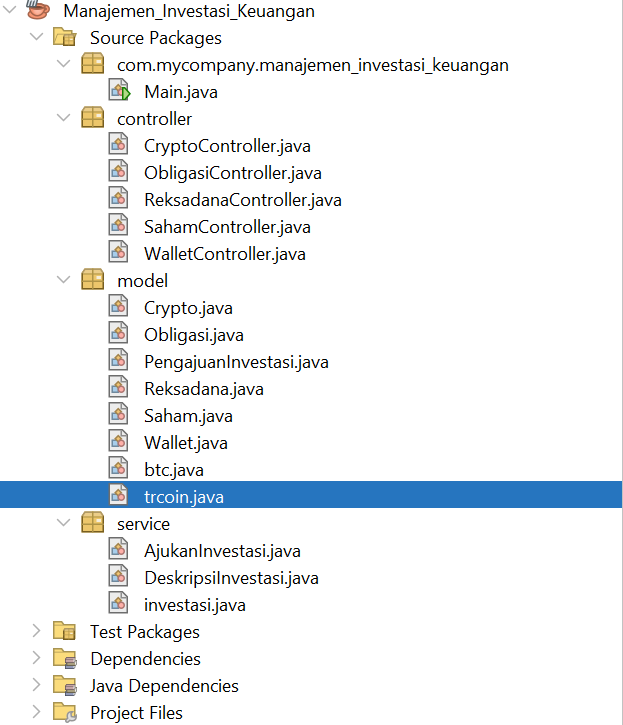 Manajemen_Investasi_Keuangan
Source Packages
com.mycompany.manajemen_investasi_keuangan
Main.java
controller
CryptoController.java
ObligasiController.java
ReksadanaController.java
SahamController.java
WalletController.java
model
Crypto.java
Obligasi.java
PengajuanInvestasi.java
Reksadana.java
Saham.java
Wallet.java
btc.java
trcoin.java
service
AjukanInvestasi.java
DeskripsiInvestasi.java
investasi.java
Test Packages
Dependencies
Java Dependencies
Project Files